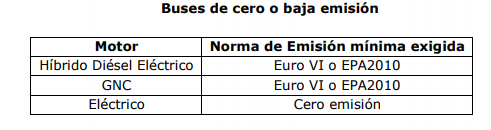 Buses de cero o baja emisión
Motor Norma de Emisión mínima exigida
Híbrido Diésel Eléctrico Euro VI o EPA2010
GNC Euro VI o EPA2010
Eléctrico Cero emisión